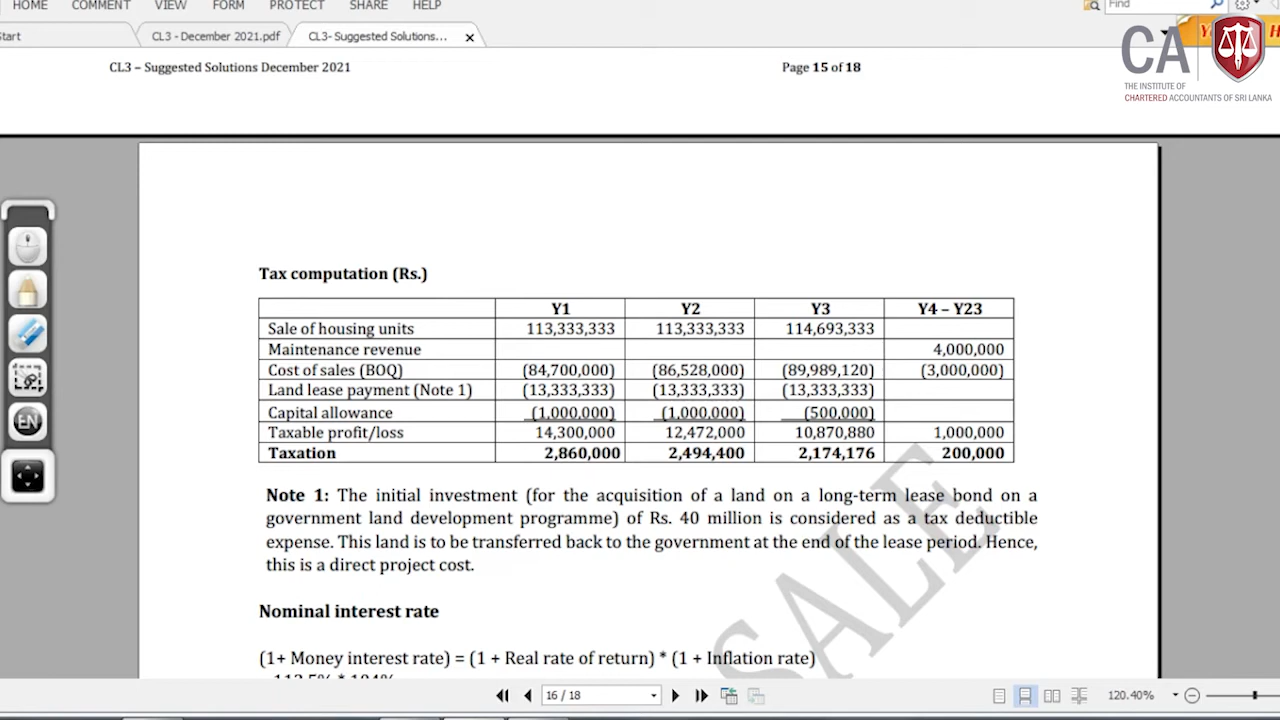 HOME COMMENT VIEW FORM PROTECT SHARE HELP Find
Start CL3 - December 2021.pdf CL3- Suggested Solutions... x
CA
THE INSTITUTE OF
CHARTERED ACCOUNTANTS OF SRI LANKA
CL3 – Suggested Solutions December 2021 Page 15 of 18
Tax computation (Rs.)
Y1 Y2 Y3 Y4 – Y23
Sale of housing units 113,333,333 113,333,333 114,693,333
Maintenance revenue 4,000,000
Cost of sales (BOQ) (84,700,000) (86,528,000) (89,989,120) (3,000,000)
Land lease payment (Note 1) (13,333,333) (13,333,333) (13,333,333)
Capital allowance (1,000,000) (1,000,000) (500,000)
Taxable profit/loss 14,300,000 12,472,000 10,870,880 1,000,000
Taxation 2,860,000 2,494,400 2,174,176 200,000
Note 1: The initial investment (for the acquisition of a land on a long-term lease bond on a
government land development programme) of Rs. 40 million is considered as a tax deductible
expense. This land is to be transferred back to the government at the end of the lease period. Hence,
this is a direct project cost.
Nominal interest rate
(1+ Money interest rate) = (1 + Real rate of return) * (1 + Inflation rate)
SALE
EN
16 / 18 120.40%